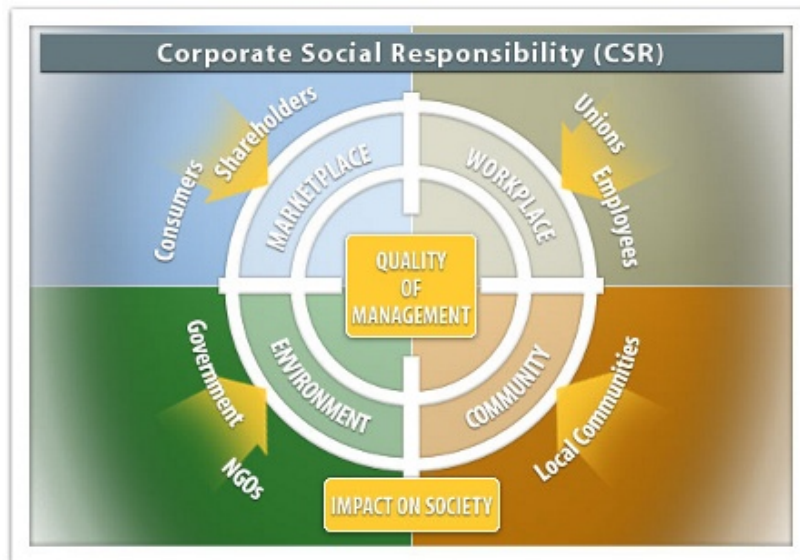 Corporate Social Responsibility (CSR)
Consumers
Shareholders
Unions
Employees
MARKETPLACE
WORKPLACE
QUALITY
OF
MANAGEMENT
ENVIRONMENT
COMMUNITY
Government
NGOs
Local Communities
IMPACT ON SOCIETY